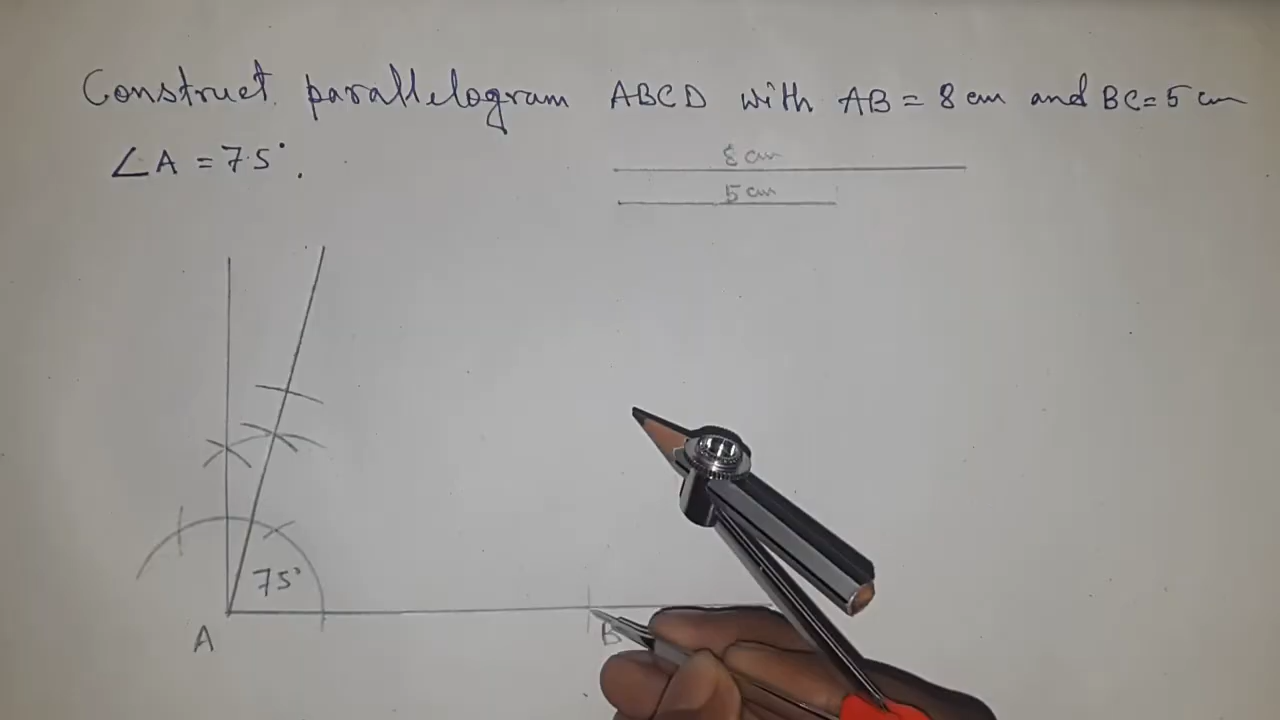 Construct parallelogram ABCD with AB = 8 cm and BC = 5 cm
∠A = 75°.
8 cm
5 cm
75°
A
B